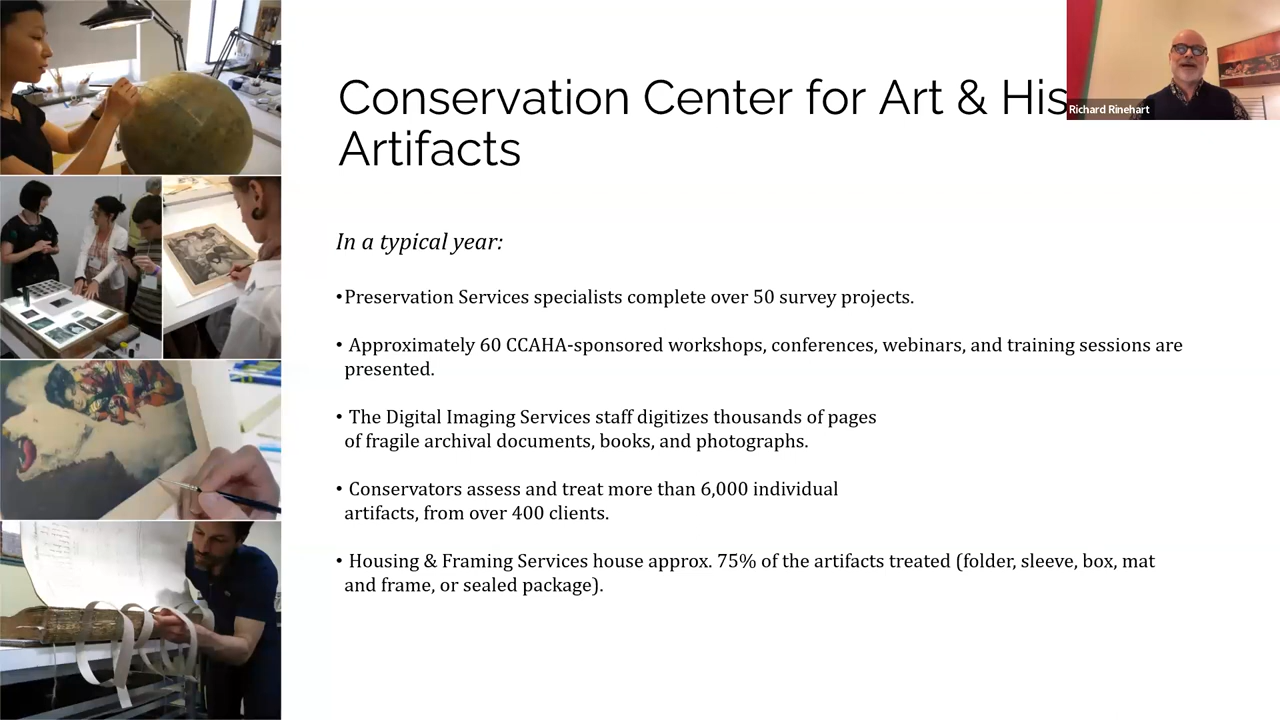 Conservation Center for Art & His
Artifacts
Richard Rinehart
In a typical year:
•Preservation Services specialists complete over 50 survey projects.
• Approximately 60 CCAHA-sponsored workshops, conferences, webinars, and training sessions are
presented.
• The Digital Imaging Services staff digitizes thousands of pages
of fragile archival documents, books, and photographs.
• Conservators assess and treat more than 6,000 individual
artifacts, from over 400 clients.
• Housing & Framing Services house approx. 75% of the artifacts treated (folder, sleeve, box, mat
and frame, or sealed package).